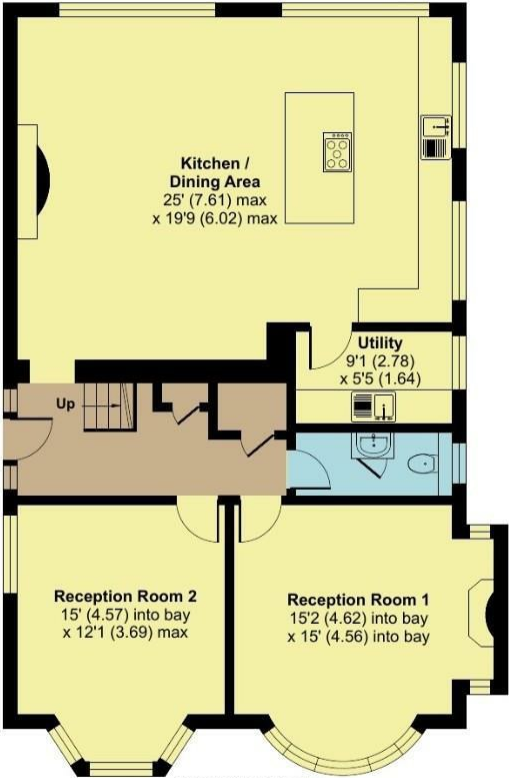 Kitchen /
Dining Area
25' (7.61) max
x 19'9 (6.02) max
Utility
9'1 (2.78)
x 5'5 (1.64)
Up
Reception Room 2
15' (4.57) into bay
x 12'1 (3.69) max
Reception Room 1
15'2 (4.62) into bay
x 15' (4.56) into bay